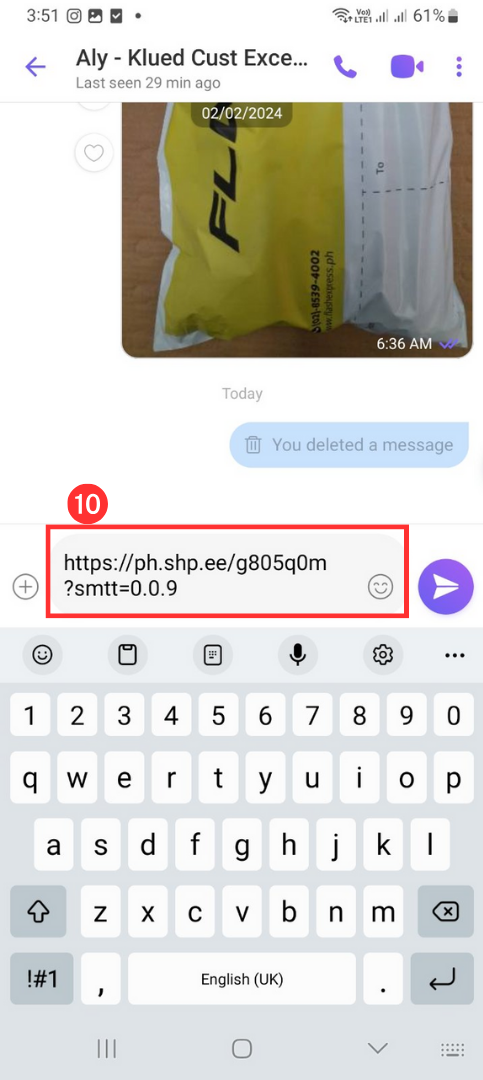 3:51
Vo))
LTE1
61%
Aly - Klued Cust Exce...
Last seen 29 min ago
02/02/2024
To
(02)-8539-4002
www.flashexpress.ph
6:36 AM
Today
You deleted a message
10
https://ph.shp.ee/g805q0m
?smtt=0.0.9
1 2 3 4 5 6 7 8 9 0
q w e r t y u i o p
a s d f g h j k l
z x c v b n m
!#1 , English (UK) .